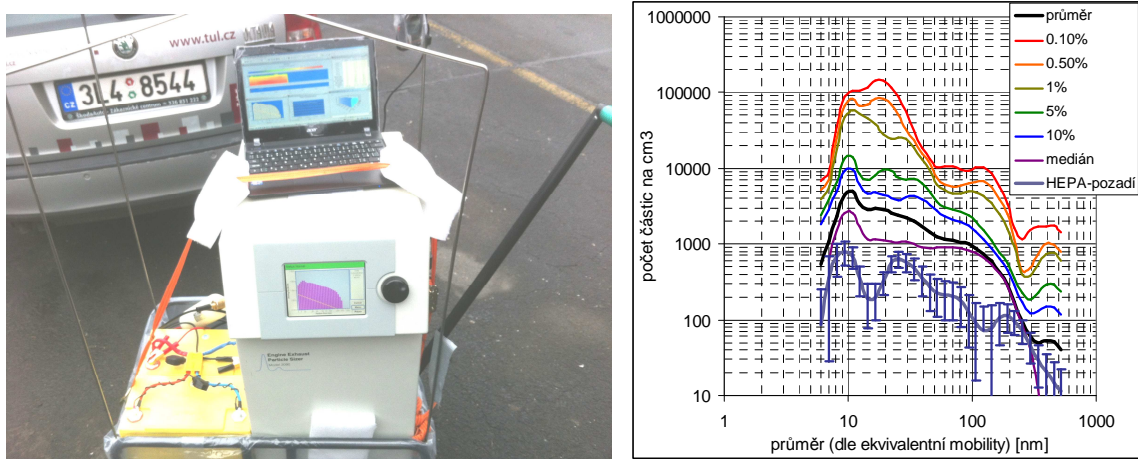 www.tul.cz
3L4 8544
CZ
acer
Engine Exhaust
Particle Sizer
1000000
100000
10000
1000
100
10
počet částic na cm3
1
10
100
1000
průměr (dle ekvivalentní mobility) [nm]
průměr
0.10%
0.50%
1%
5%
10%
medián
HEPA-pozadí